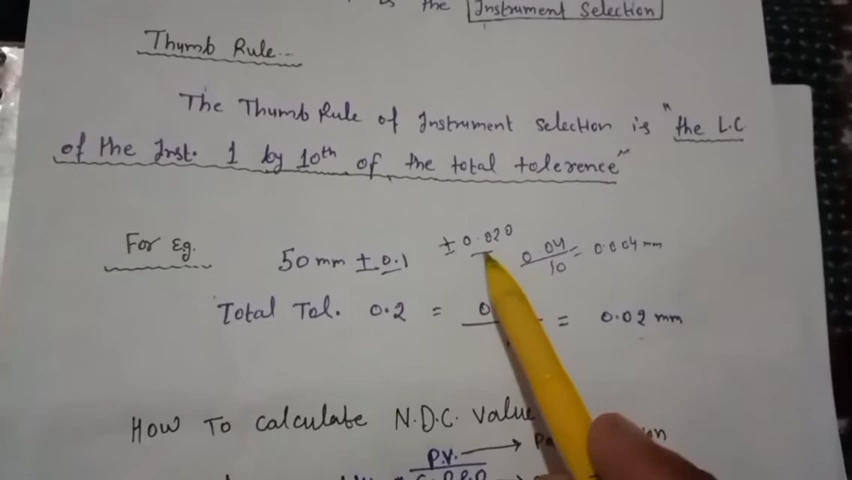 is the Instrument Selection
Thumb Rule...
The Thumb Rule of Instrument Selection is "the L.C
of the Inst. 1 by 10th of the total tolerence"
For Eg. 50 mm ± 0.1 ± 0.020 0.04/10 = 0.004 mm
Total Tol. 0.2 = 0 = 0.02 mm
How To Calculate N.D.C. Value
P.V.